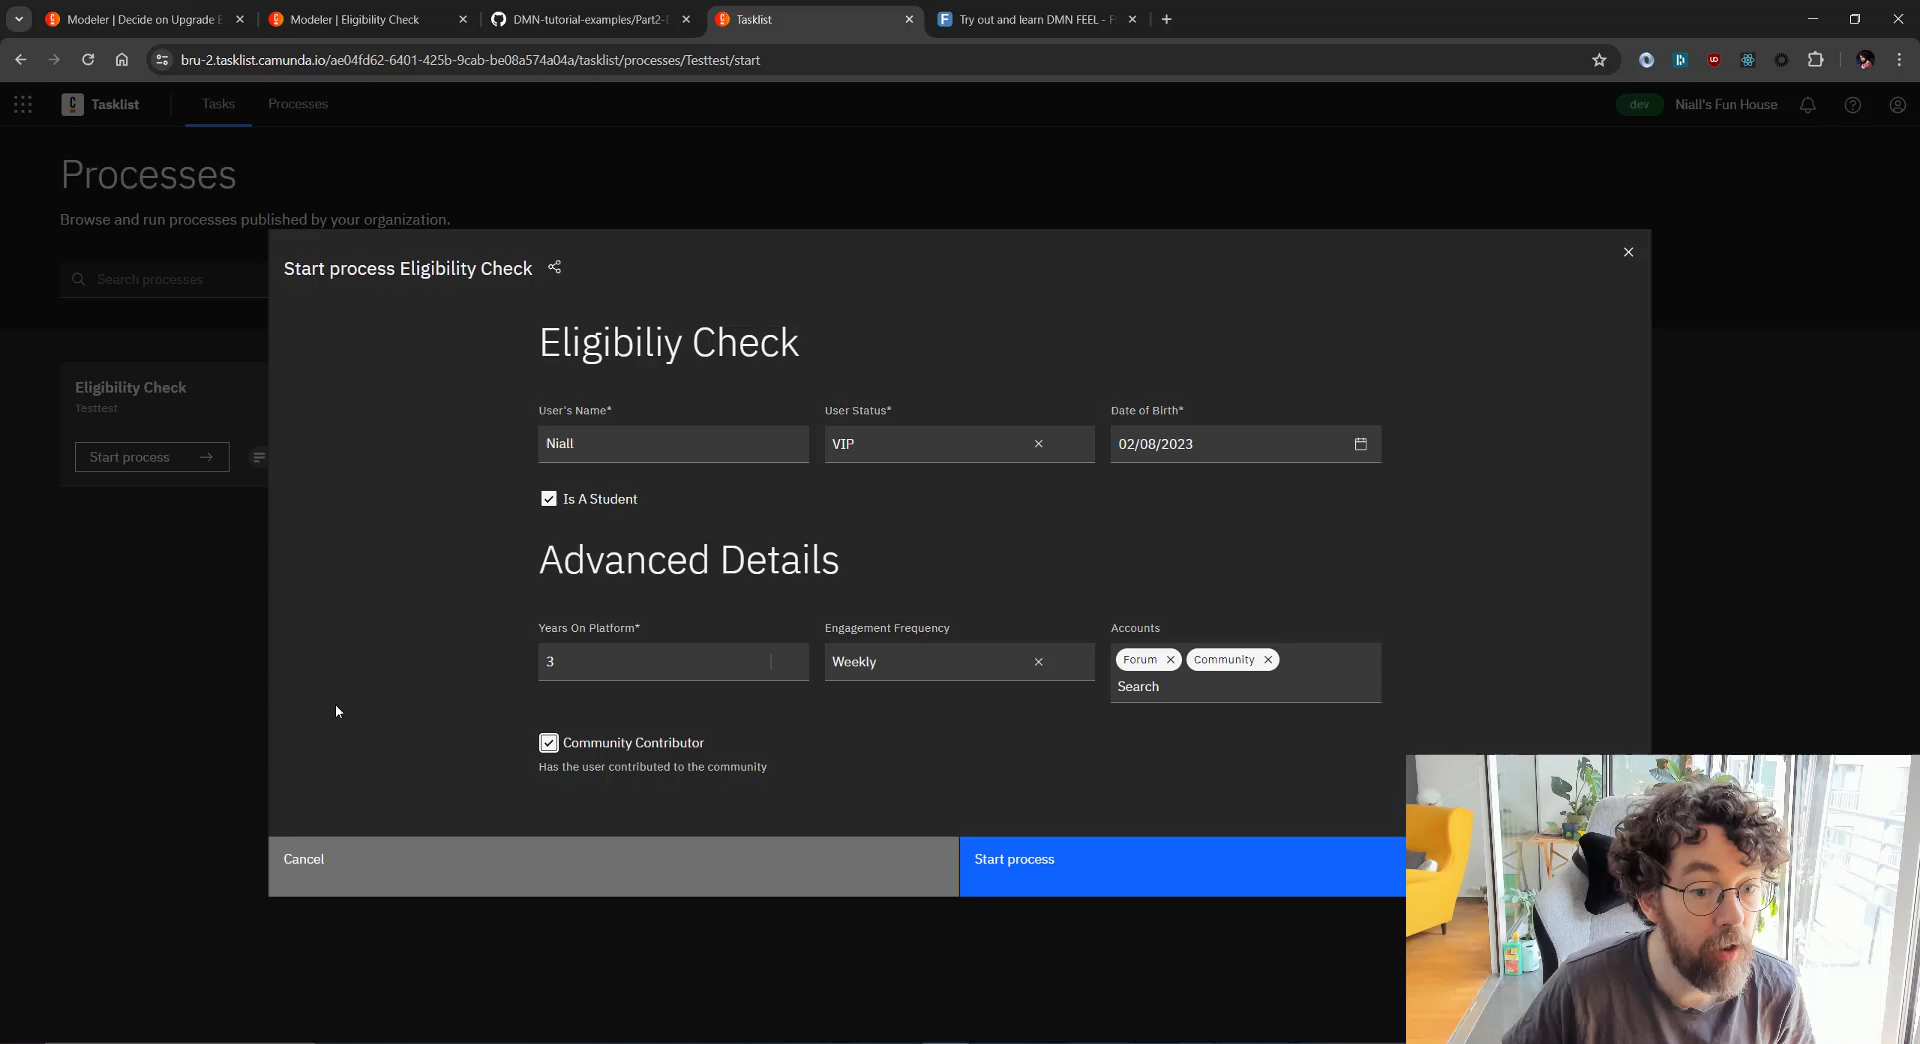 Modeler | Decide on Upgrade E
Modeler | Eligibility Check
DMN-tutorial-examples/Part2-
Tasklist
Try out and learn DMN FEEL -
bru-2.tasklist.camunda.io/ae04fd62-6401-425b-9cab-be08a574a04a/tasklist/processes/Testtest/start
Tasklist
Tasks
Processes
dev
Niall's Fun House
Processes
Browse and run processes published by your organization.
Search processes
Eligibility Check
Testtest
Start process
Start process Eligibility Check
Eligibiliy Check
User's Name*
User Status*
Date of Birth*
Niall
VIP
02/08/2023
Is A Student
Advanced Details
Years On Platform*
Engagement Frequency
Accounts
3
Weekly
Forum
Community
Search
Community Contributor
Has the user contributed to the community
Cancel
Start process